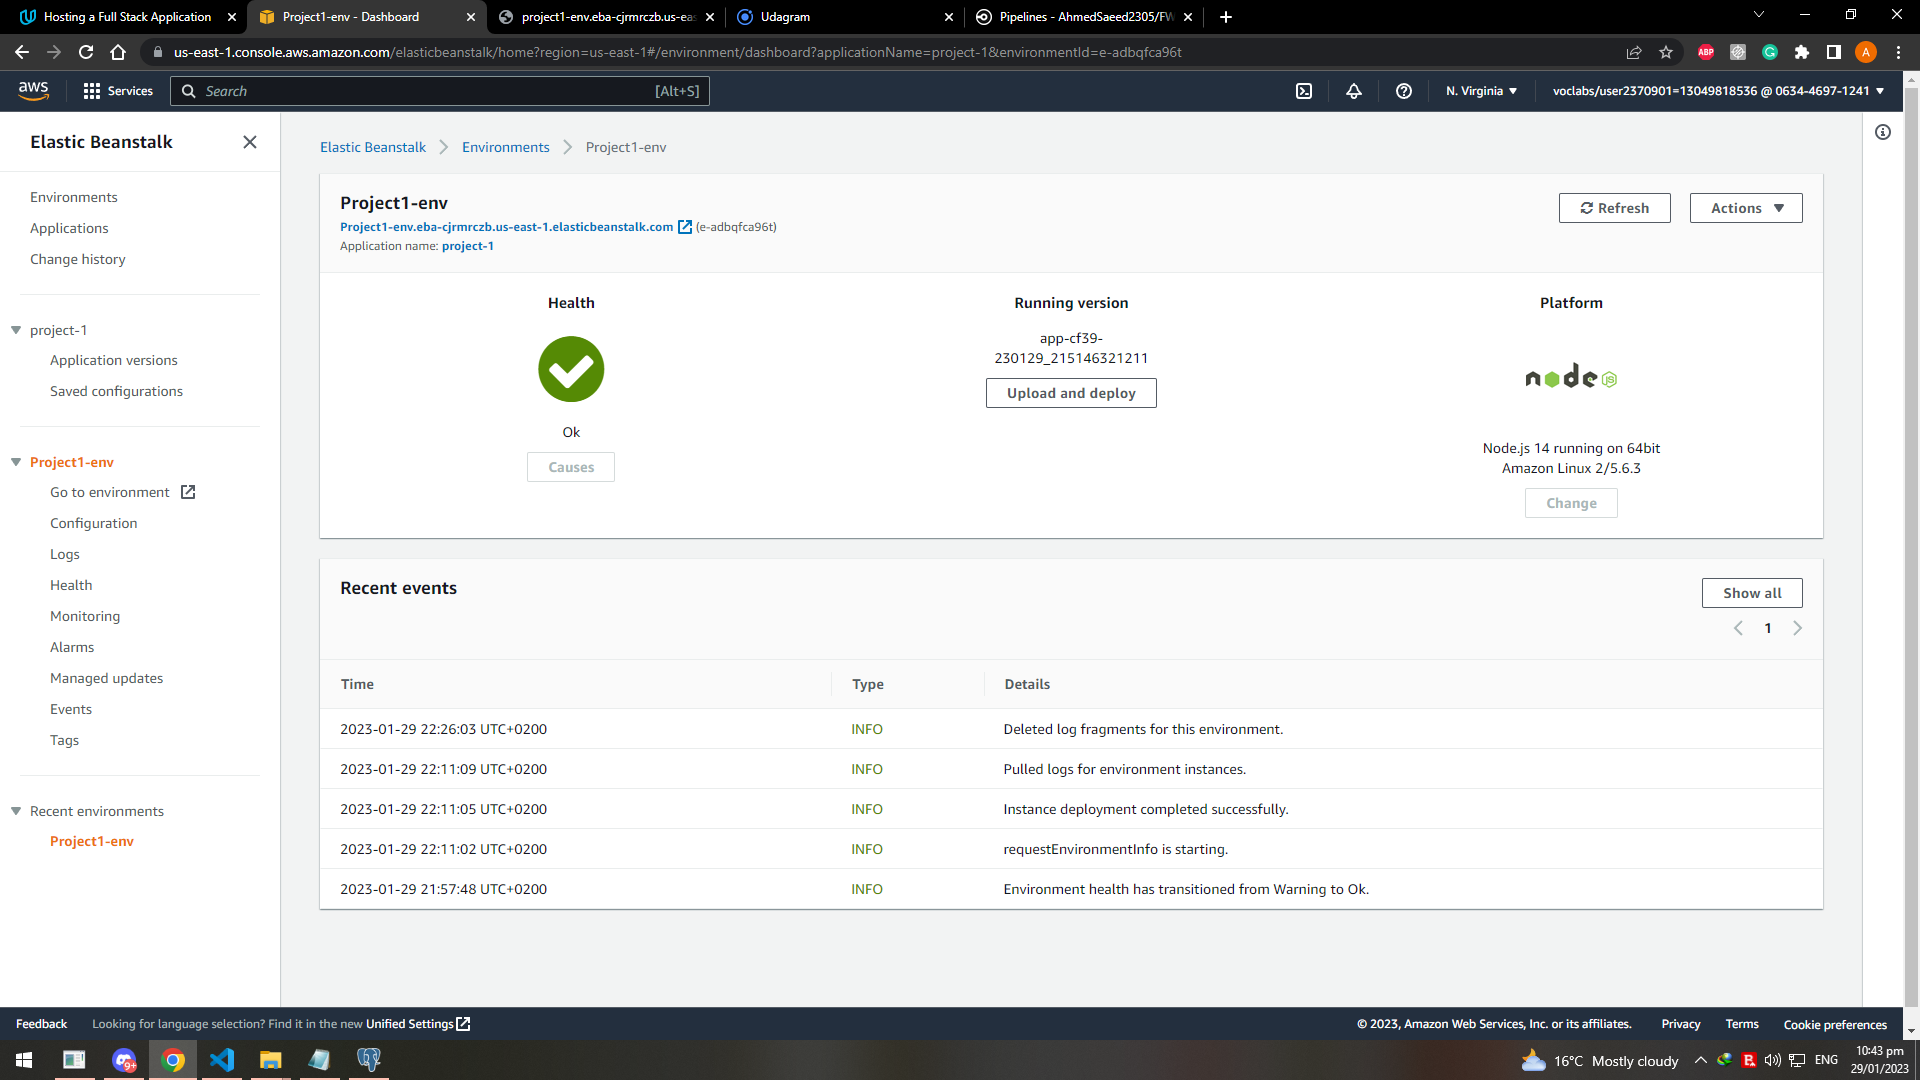 Hosting a Full Stack Application
Project1-env - Dashboard
project1-env.eba-cjrmrczb.us-eas
Udagram
Pipelines - AhmedSaeed2305/FW
us-east-1.console.aws.amazon.com/elasticbeanstalk/home?region=us-east-1#/environment/dashboard?applicationName=project-1&environmentId=e-adbqfca96t
ABP
A
aws
Services
Search
[Alt+S]
N. Virginia
voclabs/user2370901=13049818536 @ 0634-4697-1241
Elastic Beanstalk
Environments
Applications
Change history
project-1
Application versions
Saved configurations
Project1-env
Go to environment
Configuration
Logs
Health
Monitoring
Alarms
Managed updates
Events
Tags
Recent environments
Project1-env
Elastic Beanstalk
Environments
Project1-env
Project1-env
Project1-env.eba-cjrmrczb.us-east-1.elasticbeanstalk.com (e-adbqfca96t)
Application name: project-1
Refresh
Actions
Health
Ok
Causes
Running version
app-cf39-
230129_215146321211
Upload and deploy
Platform
node JS
Node.js 14 running on 64bit
Amazon Linux 2/5.6.3
Change
Recent events
Show all
1
Time Type Details
2023-01-29 22:26:03 UTC+0200 INFO Deleted log fragments for this environment.
2023-01-29 22:11:09 UTC+0200 INFO Pulled logs for environment instances.
2023-01-29 22:11:05 UTC+0200 INFO Instance deployment completed successfully.
2023-01-29 22:11:02 UTC+0200 INFO requestEnvironmentInfo is starting.
2023-01-29 21:57:48 UTC+0200 INFO Environment health has transitioned from Warning to Ok.
Feedback
Looking for language selection? Find it in the new Unified Settings
© 2023, Amazon Web Services, Inc. or its affiliates.
Privacy
Terms
Cookie preferences
9+
16°C Mostly cloudy
ENG
10:43 pm
29/01/2023